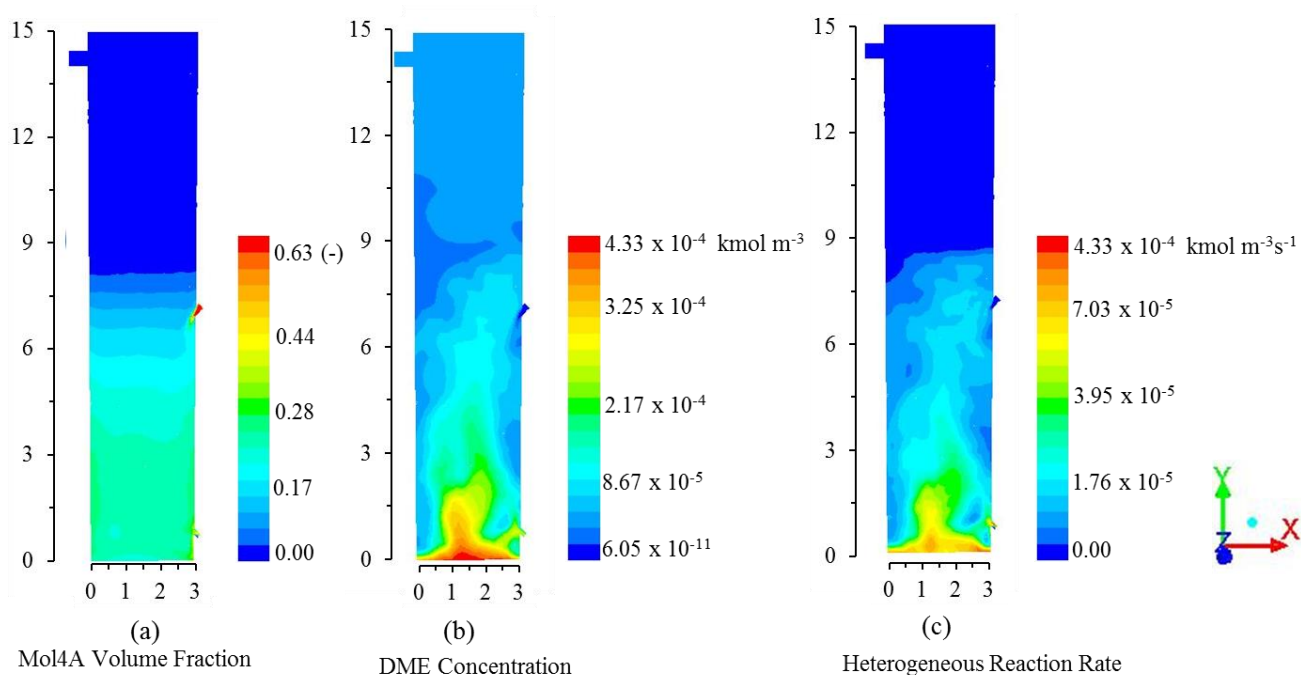 15
12
9
6
3
0
0 1 2 3
0.63 (-)
0.44
0.28
0.17
0.00
(a)
Mol4A Volume Fraction
15
12
9
6
3
0
0 1 2 3
4.33 x 10⁻⁴ kmol m⁻³
3.25 x 10⁻⁴
2.17 x 10⁻⁴
8.67 x 10⁻⁵
6.05 x 10⁻¹¹
(b)
DME Concentration
15
12
9
6
3
0
0 1 2 3
4.33 x 10⁻⁴ kmol m⁻³s⁻¹
7.03 x 10⁻⁵
3.95 x 10⁻⁵
1.76 x 10⁻⁵
0.00
(c)
Heterogeneous Reaction Rate
Y
Z X